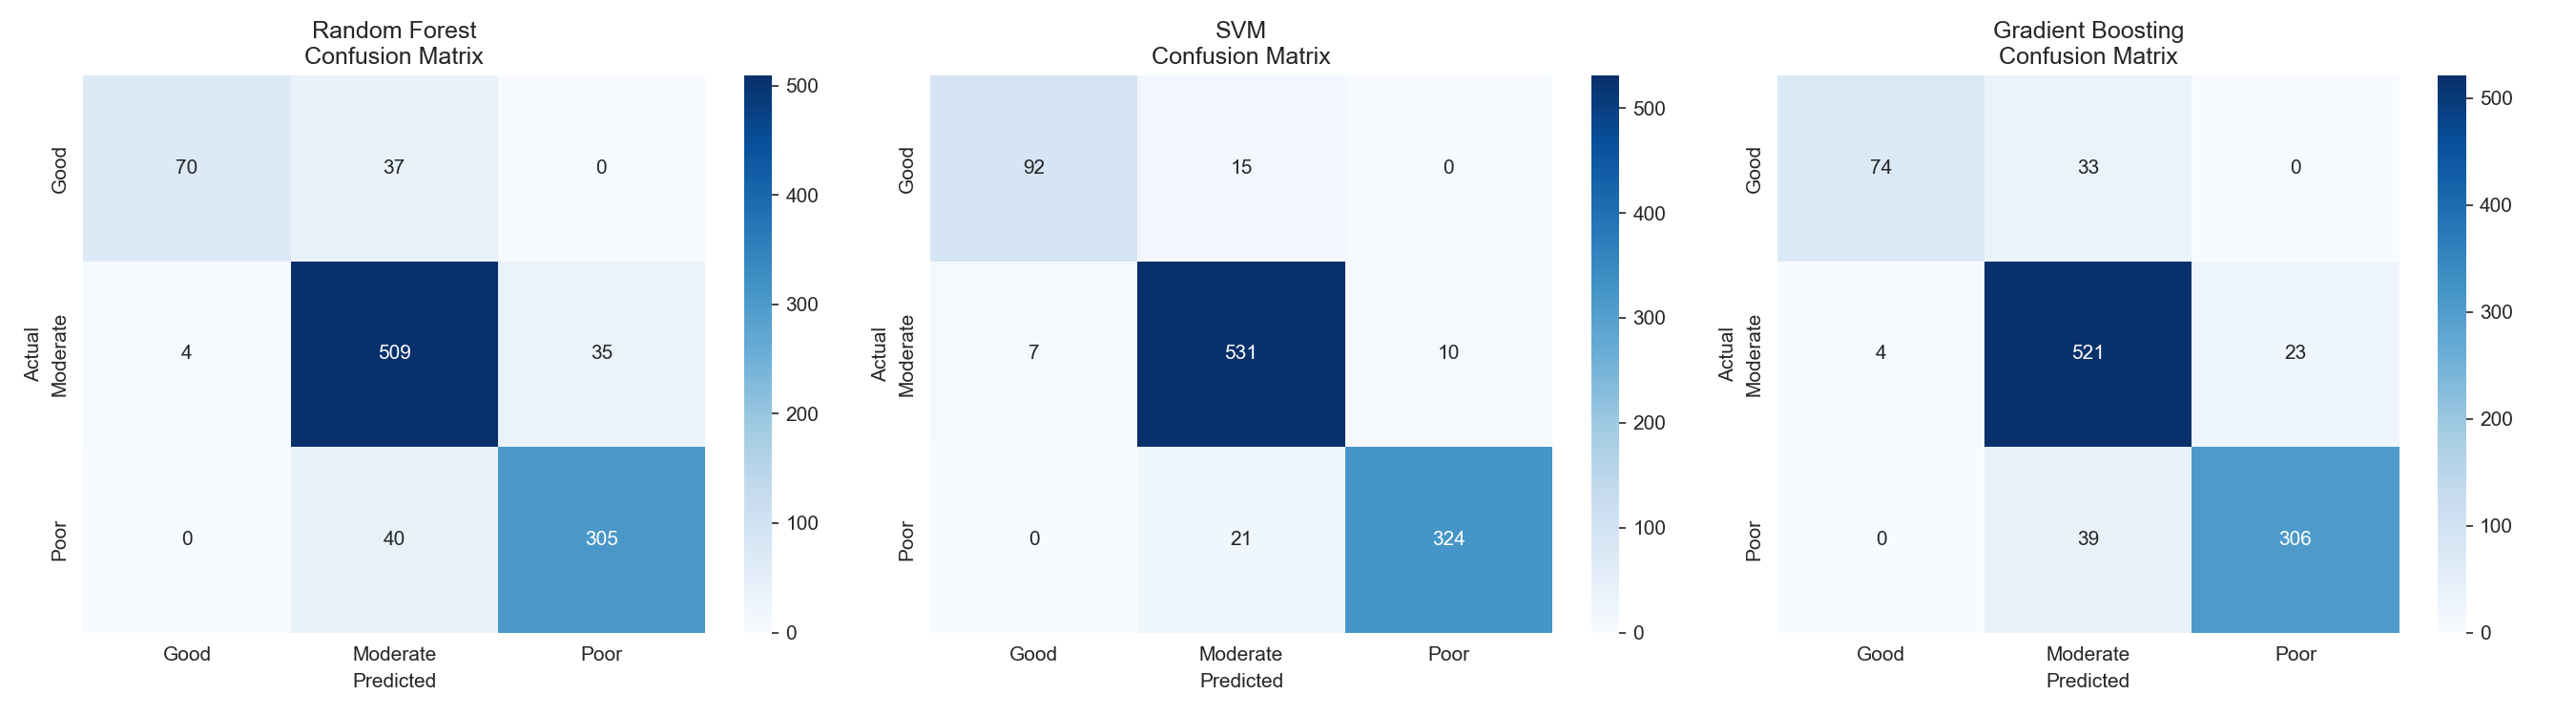 Random Forest
Confusion Matrix
Actual
Good
Moderate
Poor
70 37 0
4 509 35
0 40 305
Good Moderate Poor
Predicted
500
400
300
200
100
0
SVM
Confusion Matrix
Actual
Good
Moderate
Poor
92 15 0
7 531 10
0 21 324
Good Moderate Poor
Predicted
500
400
300
200
100
0
Gradient Boosting
Confusion Matrix
Actual
Good
Moderate
Poor
74 33 0
4 521 23
0 39 306
Good Moderate Poor
Predicted
500
400
300
200
100
0